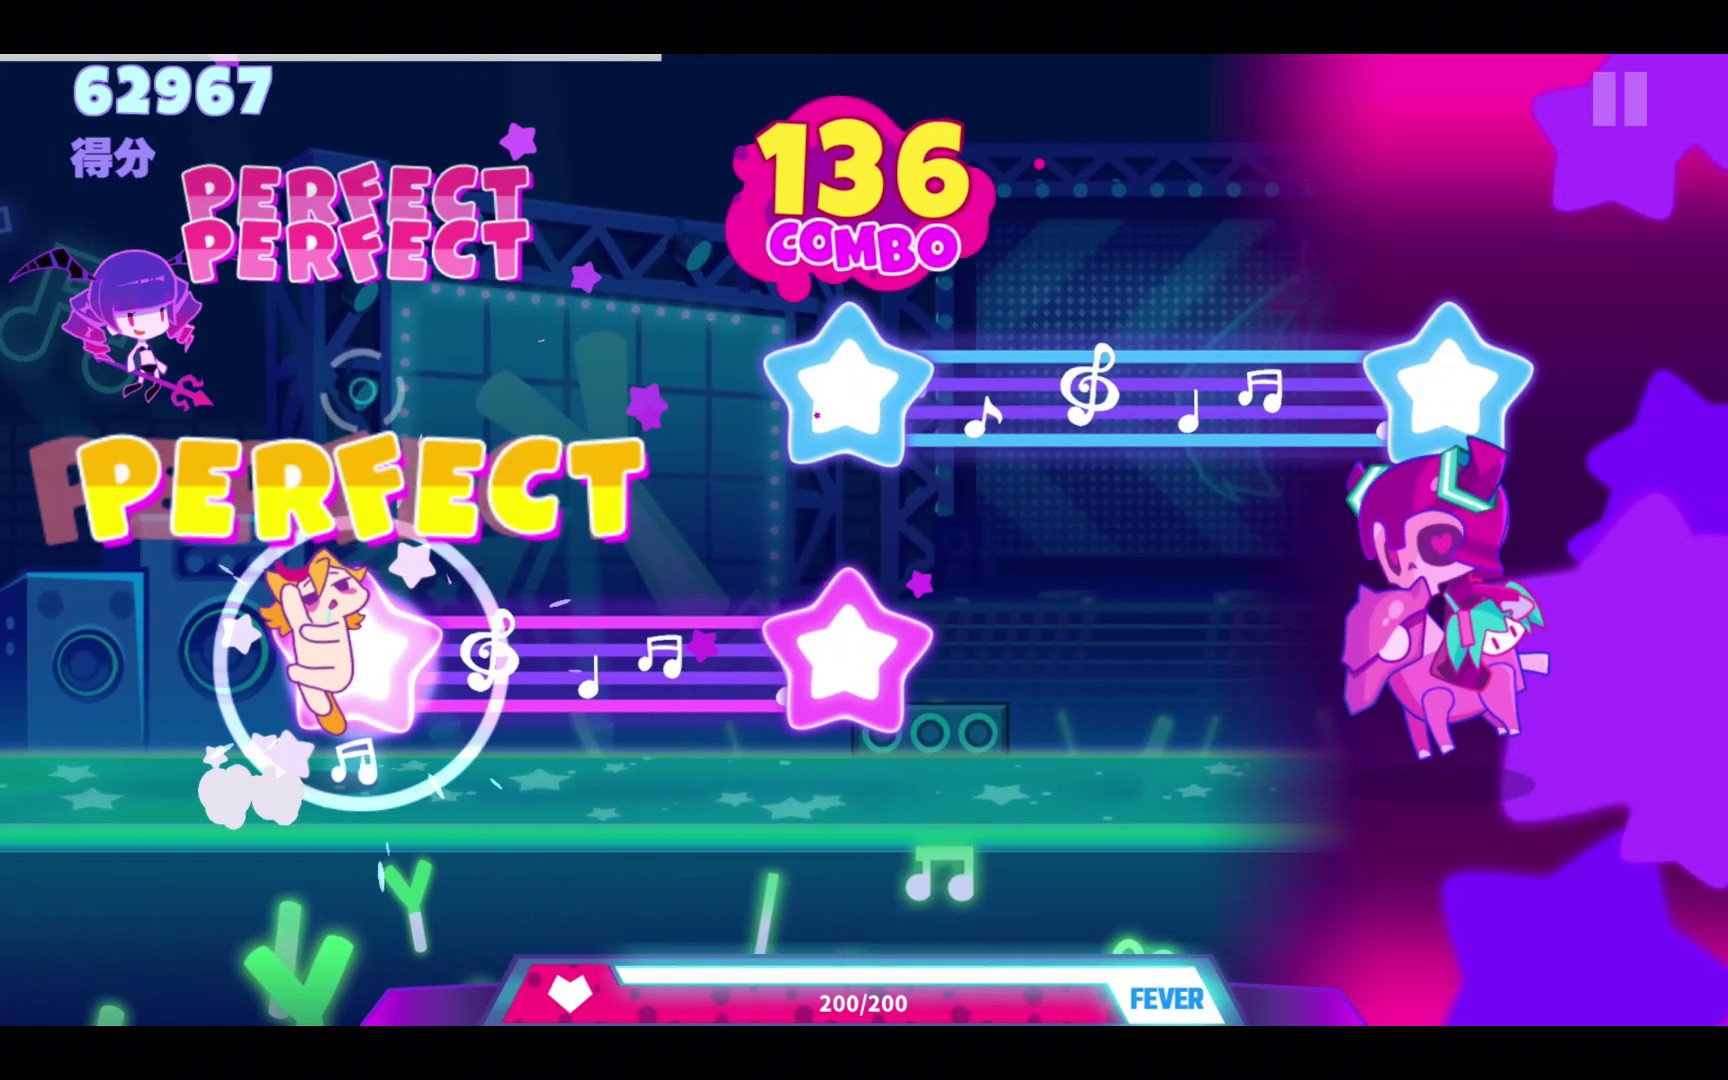 62967
得分
PERFECT
PERFECT
136
COMBO
PERFECT
200/200
FEVER